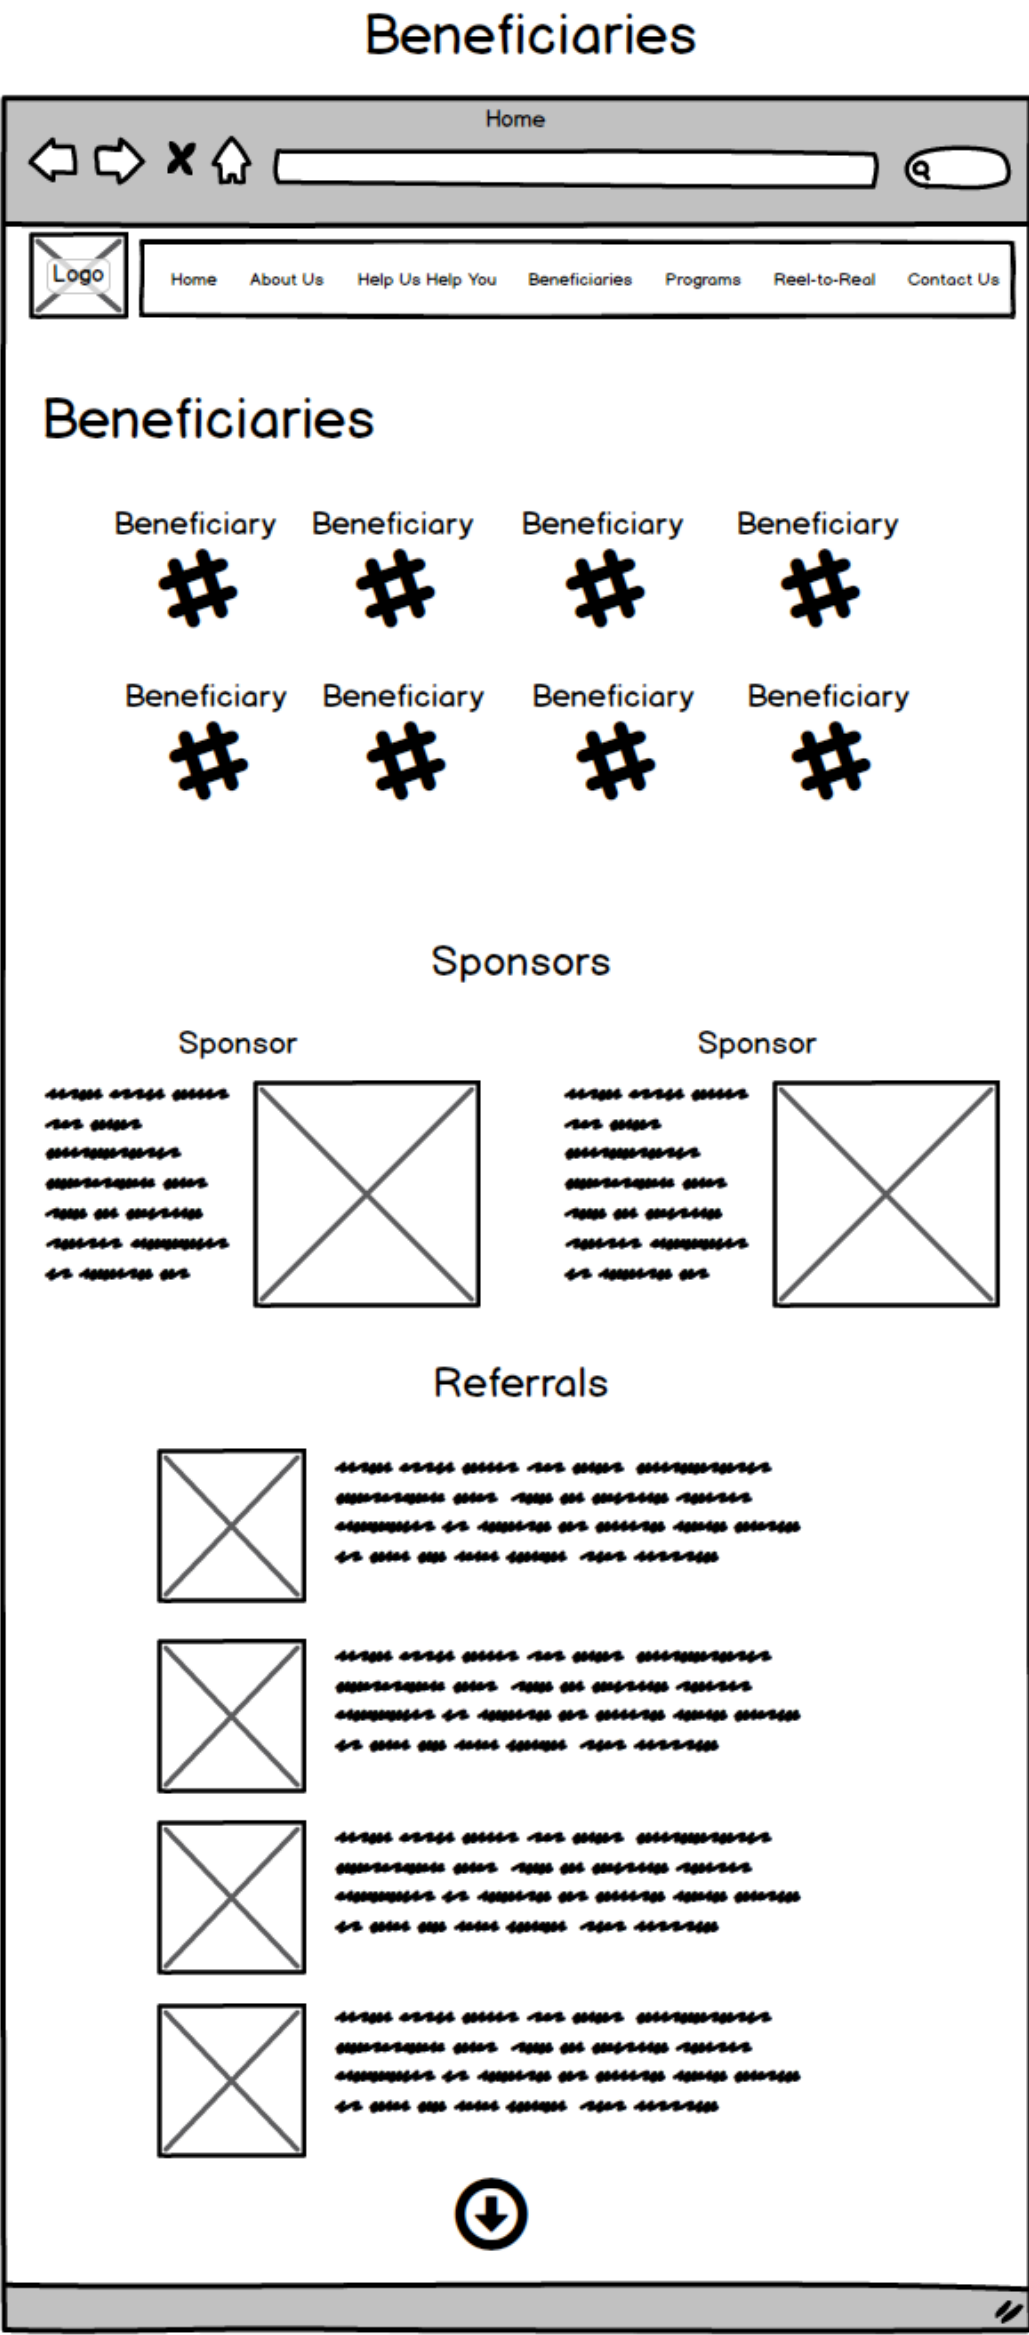 Beneficiaries
Home
Logo
Home About Us Help Us Help You Beneficiaries Programs Reel-to-Real Contact Us
Beneficiaries
Beneficiary Beneficiary Beneficiary Beneficiary
# # # #
Beneficiary Beneficiary Beneficiary Beneficiary
# # # #
Sponsors
Sponsor Sponsor
Referrals